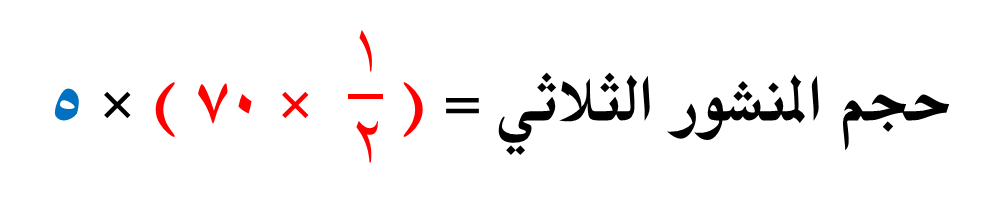 حجم المنشور الثلاثي = ( ١/٢ × ٧٠ ) × ٥